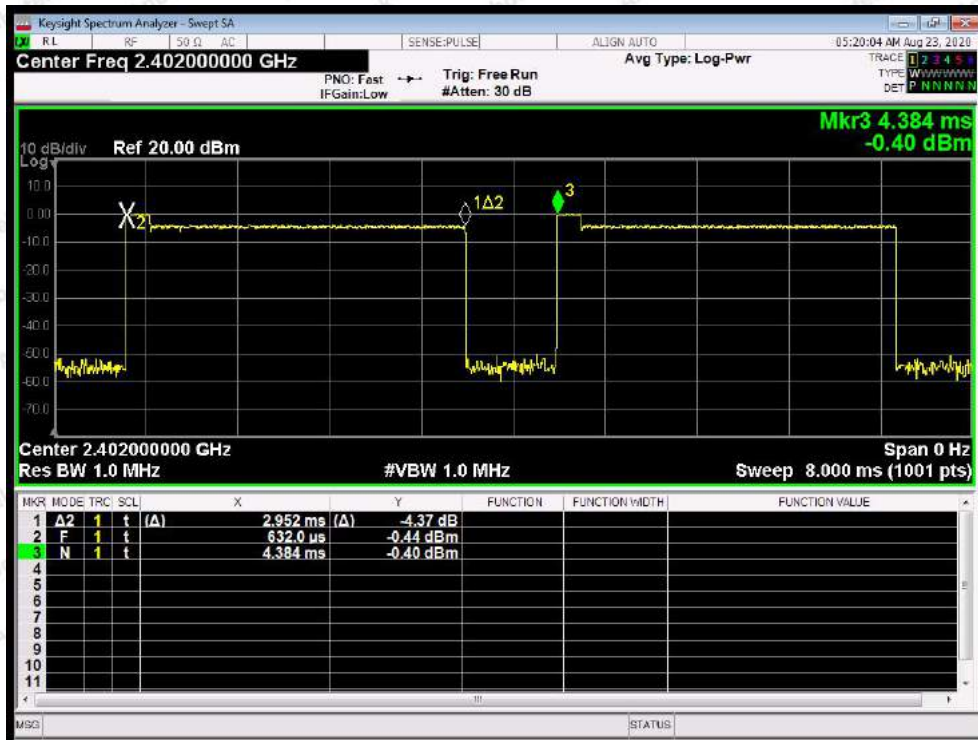 Keysight Spectrum Analyzer - Swept SA
RL RF 50 Ω AC SENSE:PULSE ALIGN AUTO 05:20:04 AM Aug 23, 2020
Center Freq 2.402000000 GHz
PNO: Fast
IFGain:Low
Trig: Free Run
#Atten: 30 dB
Avg Type: Log-Pwr
TRACE 1 2 3 4 5 6
TYPE W
DET P N N N N N
Mkr3 4.384 ms
-0.40 dBm
10 dB/div Ref 20.00 dBm
Log
10.0
0.00
-10.0
-20.0
-30.0
-40.0
-50.0
-60.0
-70.0
X2
1Δ2
3
Center 2.402000000 GHz Span 0 Hz
Res BW 1.0 MHz #VBW 1.0 MHz Sweep 8.000 ms (1001 pts)
MKR MODE TRC SCL X Y FUNCTION FUNCTION WIDTH FUNCTION VALUE
1 Δ2 1 t (Δ) 2.952 ms (Δ) -4.37 dB
2 F 1 t 632.0 µs -0.44 dBm
3 N 1 t 4.384 ms -0.40 dBm
4
5
6
7
8
9
10
11
MSG STATUS